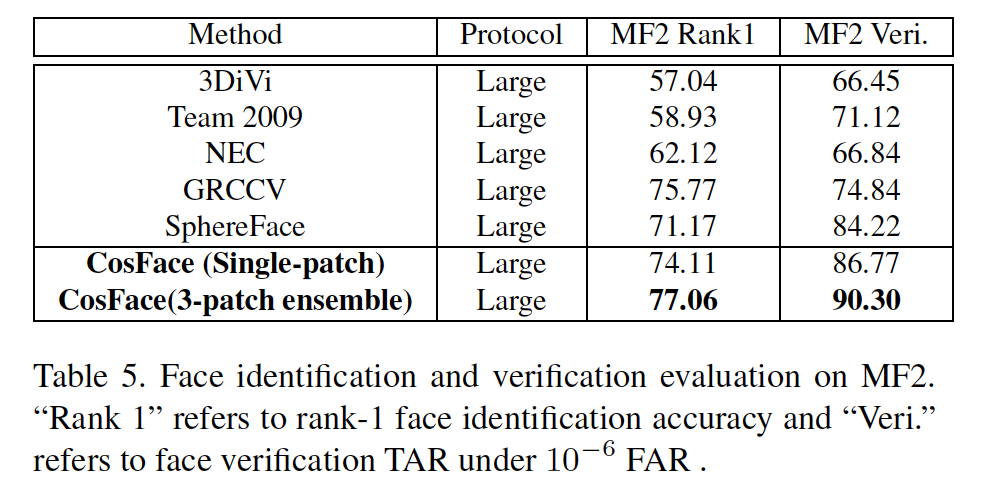 Method Protocol MF2 Rank1 MF2 Veri.
3DiVi Large 57.04 66.45
Team 2009 Large 58.93 71.12
NEC Large 62.12 66.84
GRCCV Large 75.77 74.84
SphereFace Large 71.17 84.22
CosFace (Single-patch) Large 74.11 86.77
CosFace(3-patch ensemble) Large 77.06 90.30
Table 5. Face identification and verification evaluation on MF2.
“Rank 1” refers to rank-1 face identification accuracy and “Veri.”
refers to face verification TAR under 10⁻⁶ FAR .